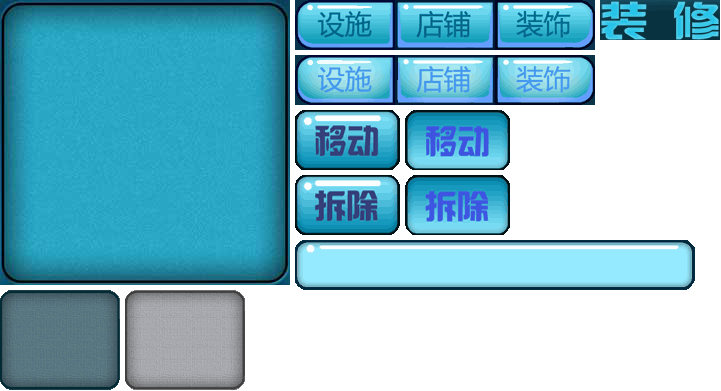 设施 店铺 装饰
装修
设施 店铺 装饰
移动 移动
拆除 拆除